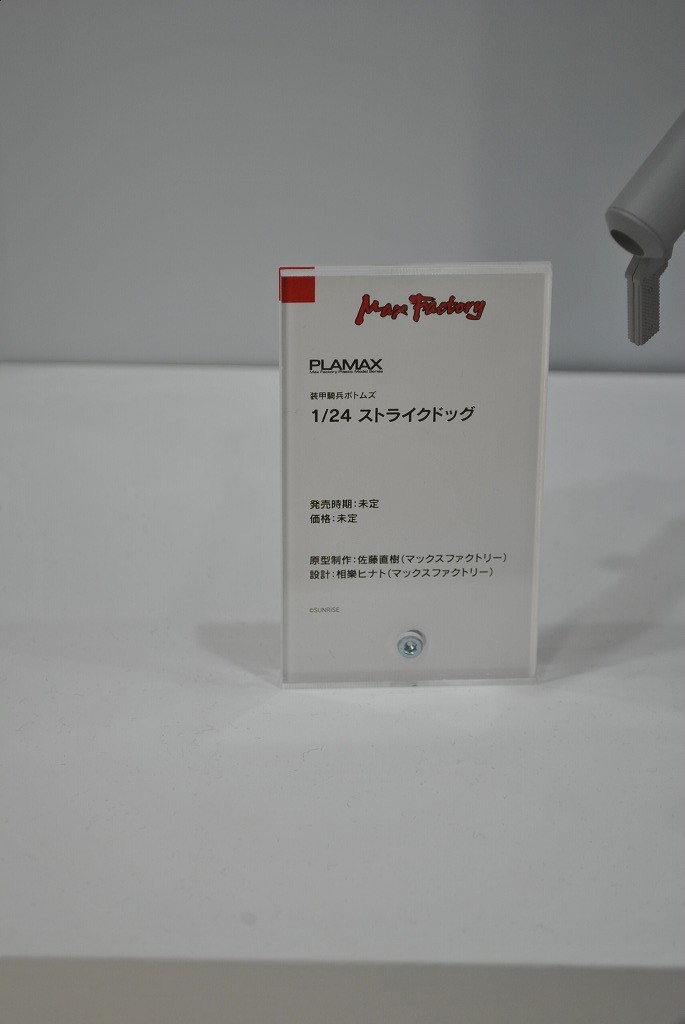 Max Factory
PLAMAX
Max Factory Plastic Model Series
装甲騎兵ボトムズ
1/24 ストライクドッグ
発売時期：未定
価格：未定
原型制作：佐藤直樹（マックスファクトリー）
設計：相樂ヒナト（マックスファクトリー）
©SUNRISE